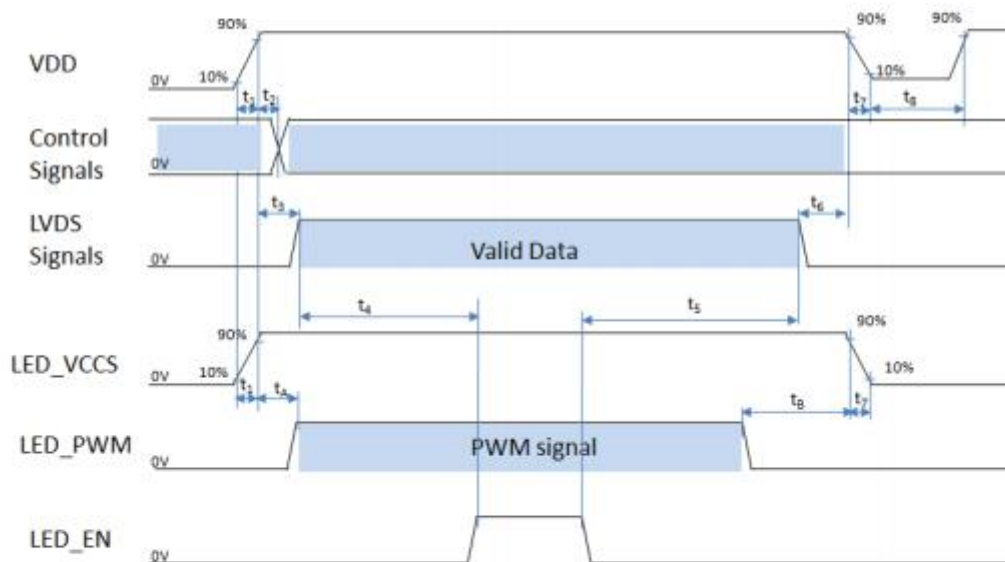 90%
90%
90%
VDD
0V
10%
10%
t1
t2
t7
t8
Control
Signals
0V
t3
t6
LVDS
Signals
0V
Valid Data
t4
t5
90%
90%
LED_VCCS
0V
10%
10%
t1
tA
tB
t7
LED_PWM
0V
PWM signal
LED_EN
0V